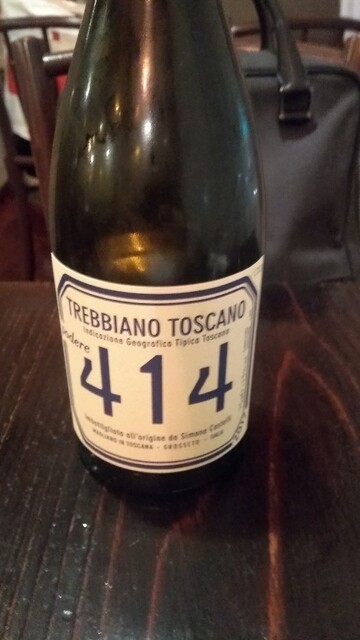 TREBBIANO TOSCANO
Indicazione Geografica Tipica Toscana
podere
414
Imbottigliato all'origine da Simone Castelli
MAGLIANO IN TOSCANA - GROSSETO - ITALIA